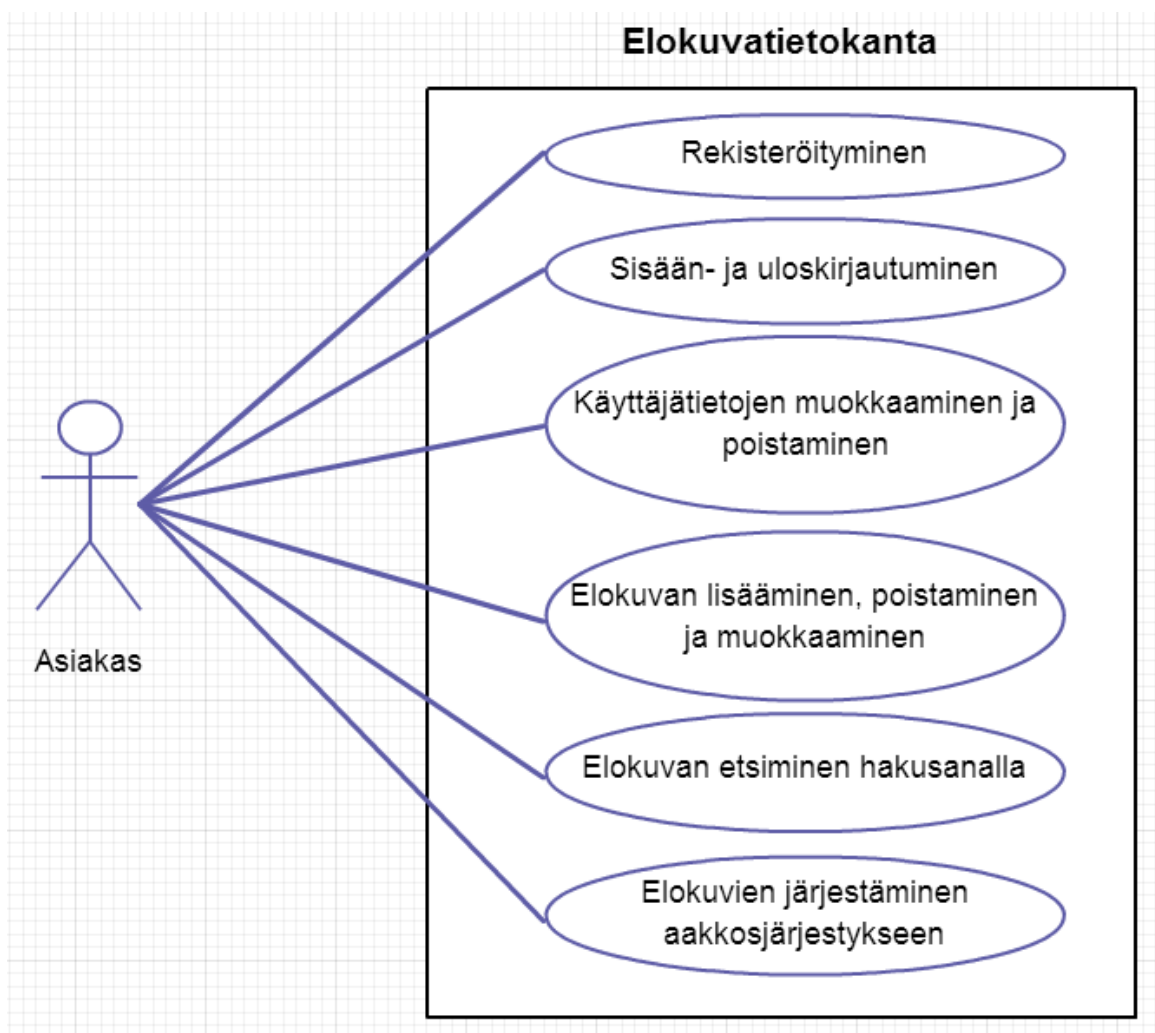 Elokuvatietokanta
Rekisteröityminen
Sisään- ja uloskirjautuminen
Käyttäjätietojen muokkaaminen ja
poistaminen
Elokuvan lisääminen, poistaminen
ja muokkaaminen
Asiakas
Elokuvan etsiminen hakusanalla
Elokuvien järjestäminen
aakkosjärjestykseen